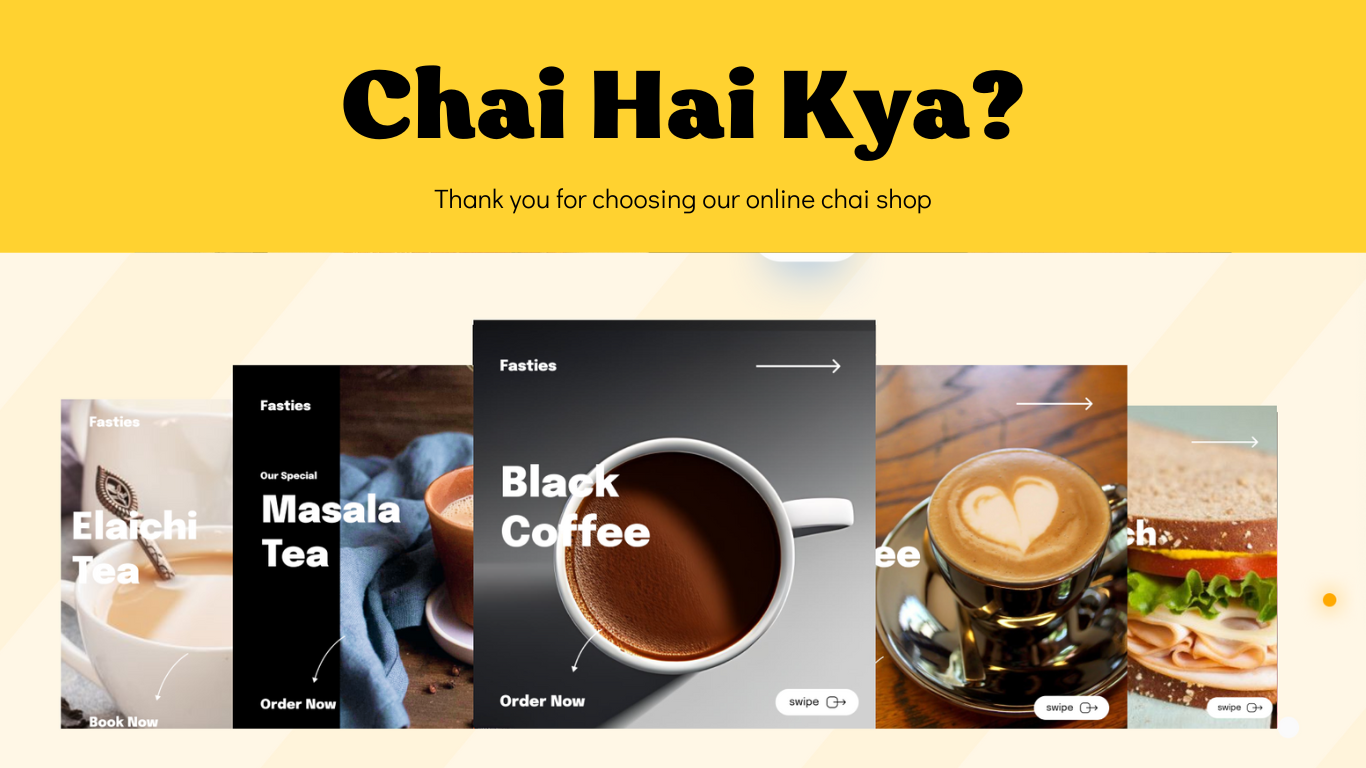 Chai Hai Kya?
Thank you for choosing our online chai shop
Fasties
Elaichi
Tea
Book Now
Fasties
Our Special
Masala
Tea
Order Now
Fasties
Black
Coffee
Order Now
swipe
ee
swipe
ch
swipe